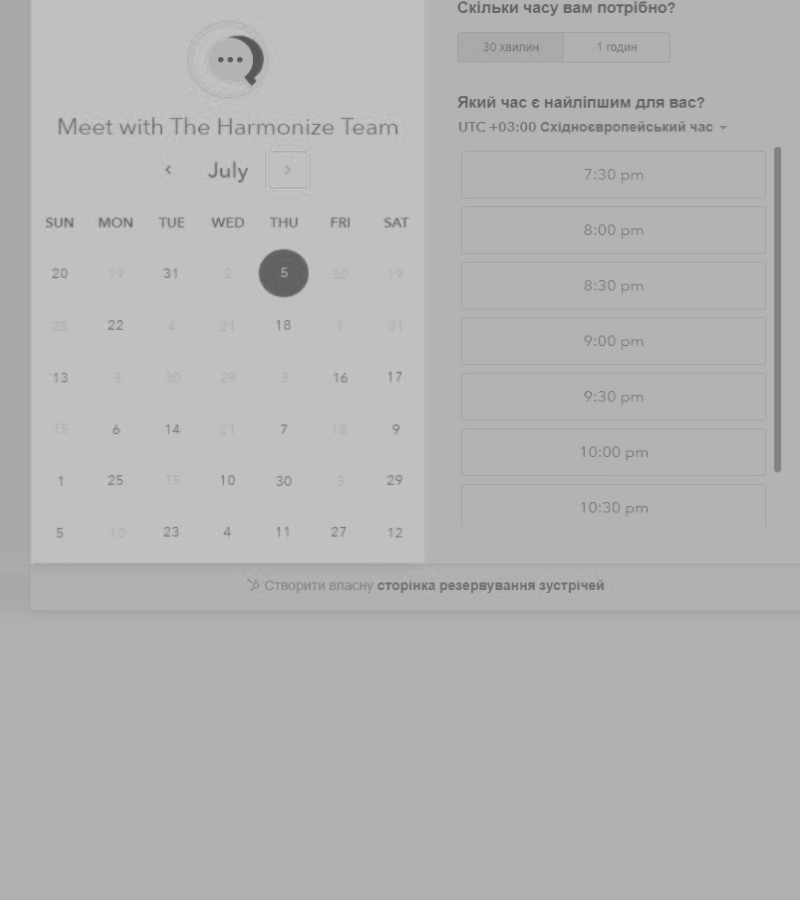 Meet with The Harmonize Team
July
SUN MON TUE WED THU FRI SAT
20 19 31 2 5 30 19
28 22 4 21 18 1 31
13 3 30 29 3 16 17
15 6 14 21 7 18 9
1 25 15 10 30 3 29
5 10 23 4 11 27 12
Скільки часу вам потрібно?
30 хвилин 1 годин
Який час є найліпшим для вас?
UTC +03:00 Східноєвропейський час
7:30 pm
8:00 pm
8:30 pm
9:00 pm
9:30 pm
10:00 pm
10:30 pm
Створити власну сторінка резервування зустрічей